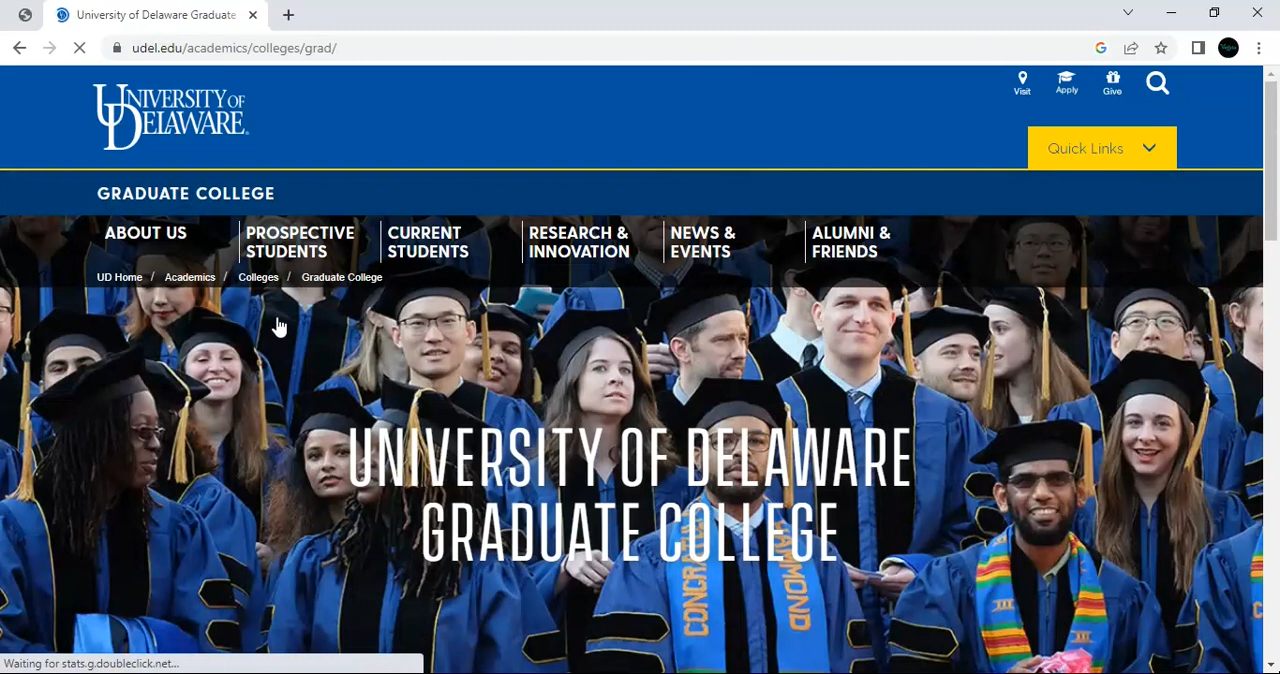 University of Delaware Graduate
udel.edu/academics/colleges/grad/
UNIVERSITY OF DELAWARE
Visit
Apply
Give
Quick Links
GRADUATE COLLEGE
ABOUT US
PROSPECTIVE STUDENTS
CURRENT STUDENTS
RESEARCH & INNOVATION
NEWS & EVENTS
ALUMNI & FRIENDS
UD Home / Academics / Colleges / Graduate College
UNIVERSITY OF DELAWARE
GRADUATE COLLEGE
Waiting for stats.g.doubleclick.net...